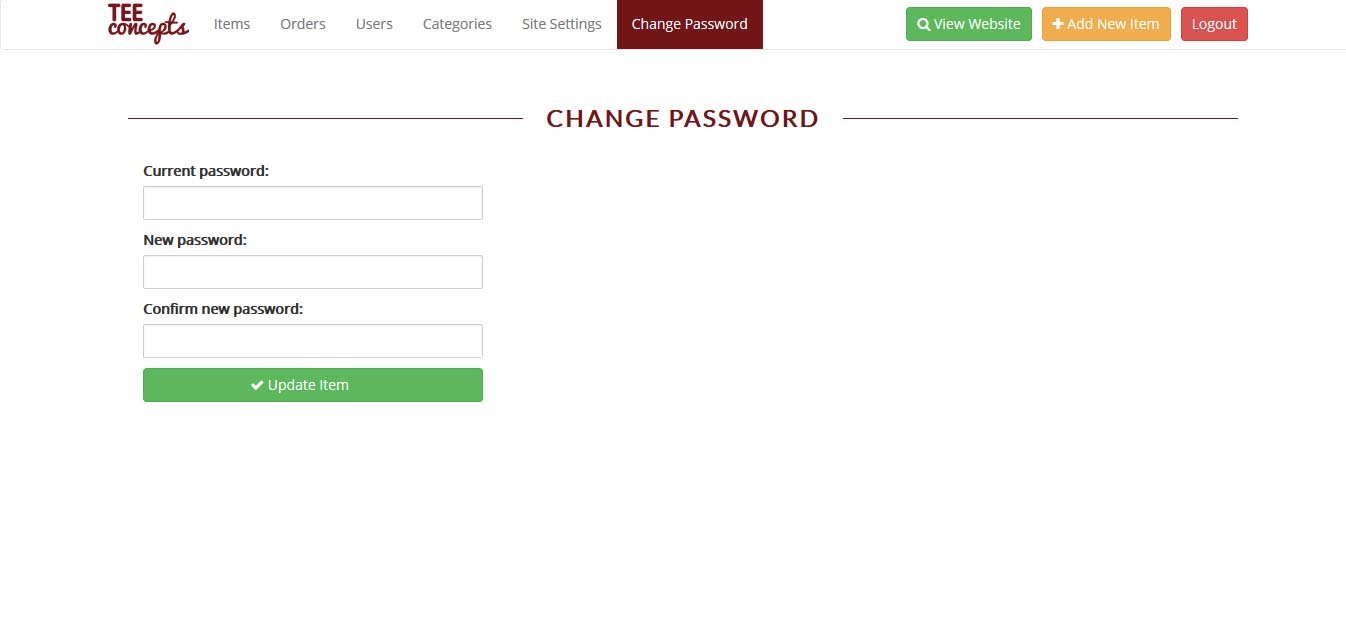 TEE
concepts
Items Orders Users Categories Site Settings Change Password View Website Add New Item Logout
CHANGE PASSWORD
Current password:
New password:
Confirm new password:
Update Item